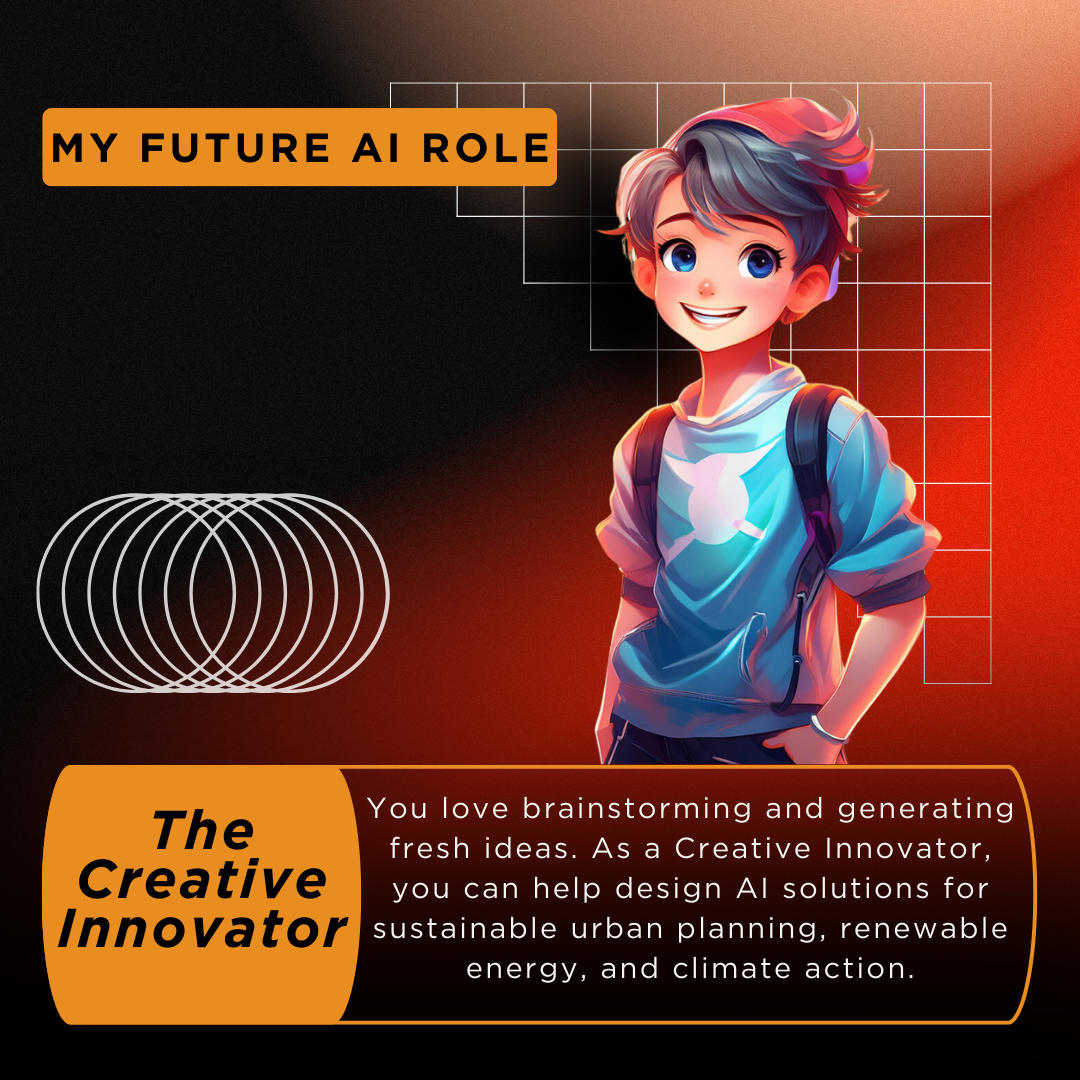 MY FUTURE AI ROLE
The
Creative
Innovator
You love brainstorming and generating
fresh ideas. As a Creative Innovator,
you can help design AI solutions for
sustainable urban planning, renewable
energy, and climate action.